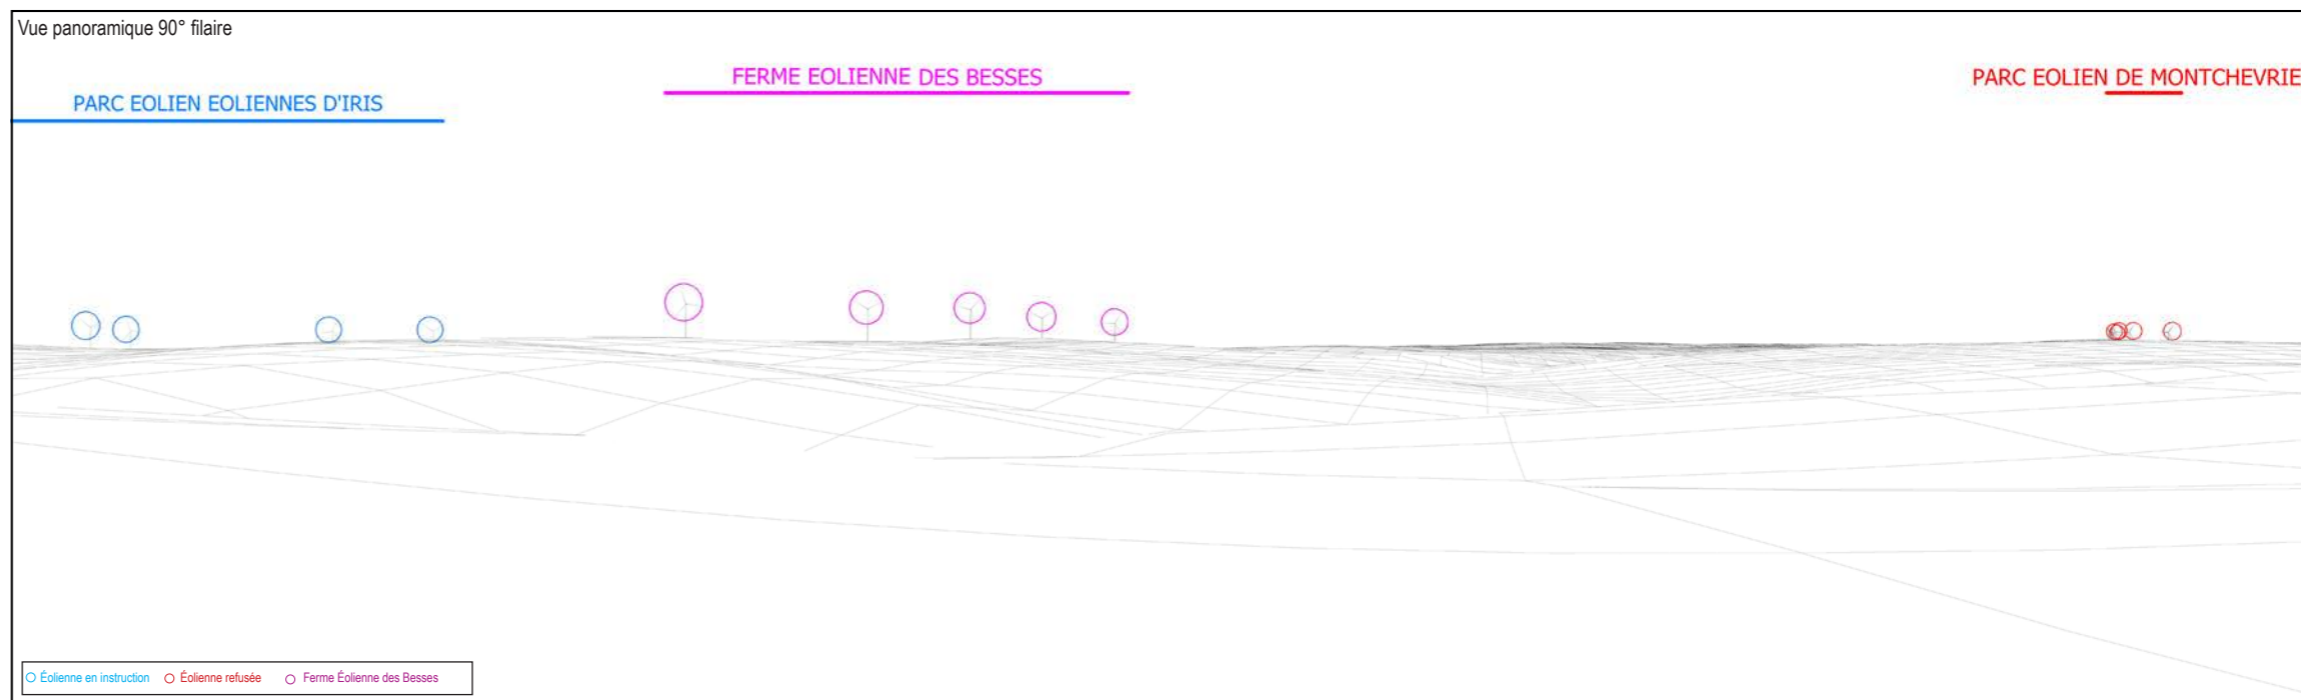 Vue panoramique 90° filaire
FERME EOLIENNE DES BESSES
PARC EOLIEN DE MONTCHEVRIE
PARC EOLIEN EOLIENNES D'IRIS
Éolienne en instruction Éolienne refusée Ferme Éolienne des Besses